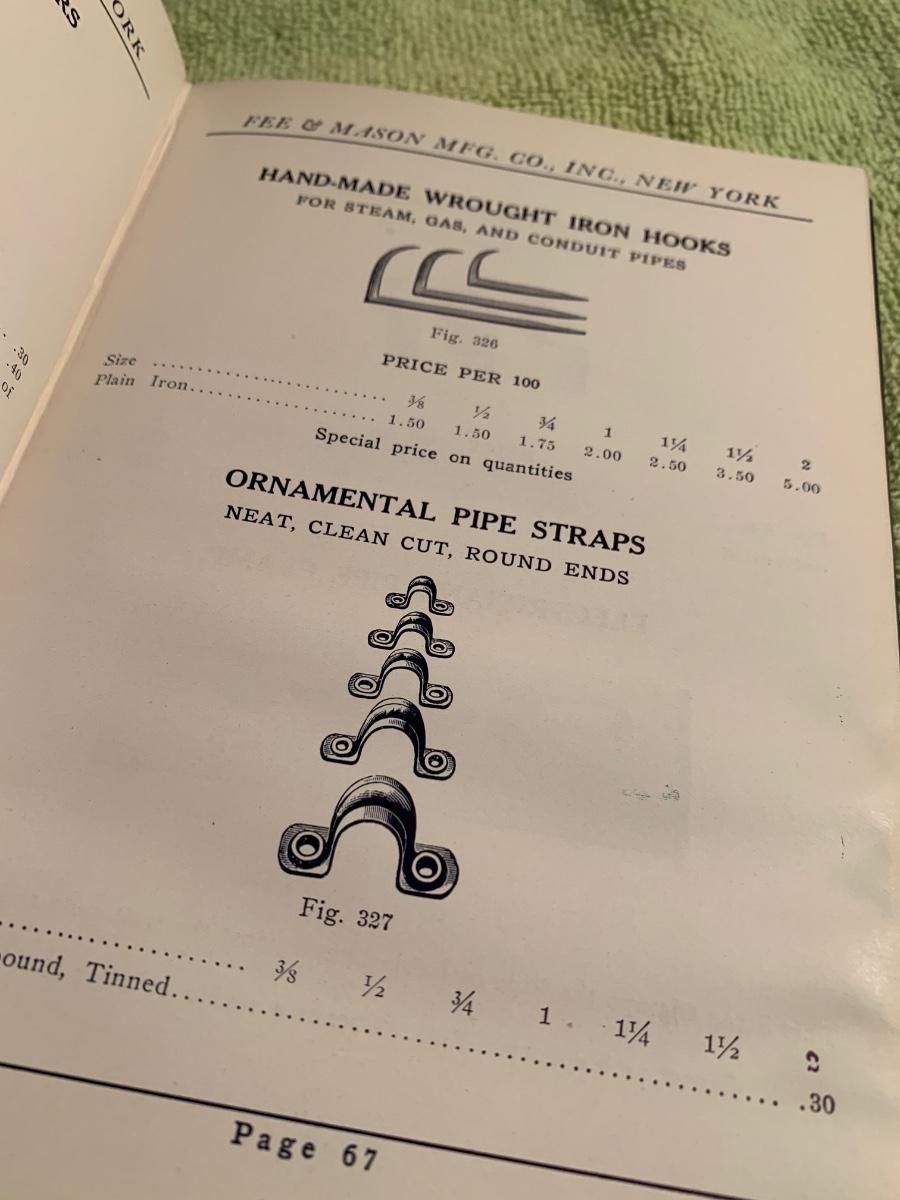 RS
ORK
.30
.40
of
FEE & MASON MFG. CO., INC., NEW YORK
HAND-MADE WROUGHT IRON HOOKS
FOR STEAM, GAS, AND CONDUIT PIPES
Fig. 326
PRICE PER 100
Size .......................... ⅜ ½ ¾ 1 1¼ 1½ 2
Plain Iron.................... 1.50 1.50 1.75 2.00 2.50 3.50 5.00
Special price on quantities
ORNAMENTAL PIPE STRAPS
NEAT, CLEAN CUT, ROUND ENDS
Fig. 327
.......................... ⅜ ½ ¾ 1 1¼ 1½ 2
ound, Tinned.................................................. .30
Page 67